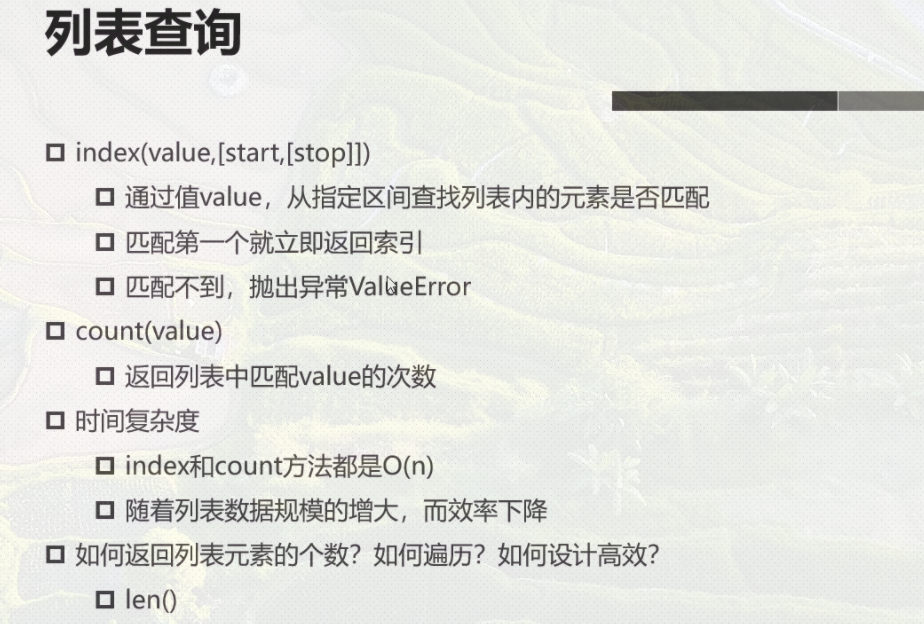 列表查询
index(value,[start,[stop]])
通过值value，从指定区间查找列表内的元素是否匹配
匹配第一个就立即返回索引
匹配不到，抛出异常ValueError
count(value)
返回列表中匹配value的次数
时间复杂度
index和count方法都是O(n)
随着列表数据规模的增大，而效率下降
如何返回列表元素的个数？如何遍历？如何设计高效？
len()